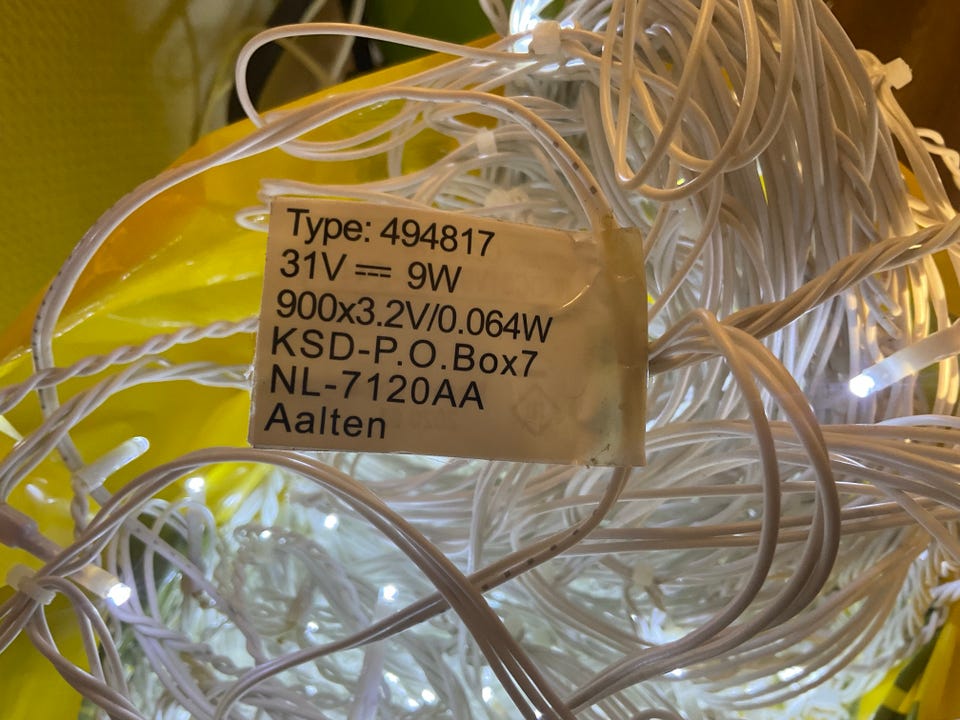 Type: 494817
31V ⎓ 9W
900x3.2V/0.064W
KSD-P.O.Box7
NL-7120AA
Aalten